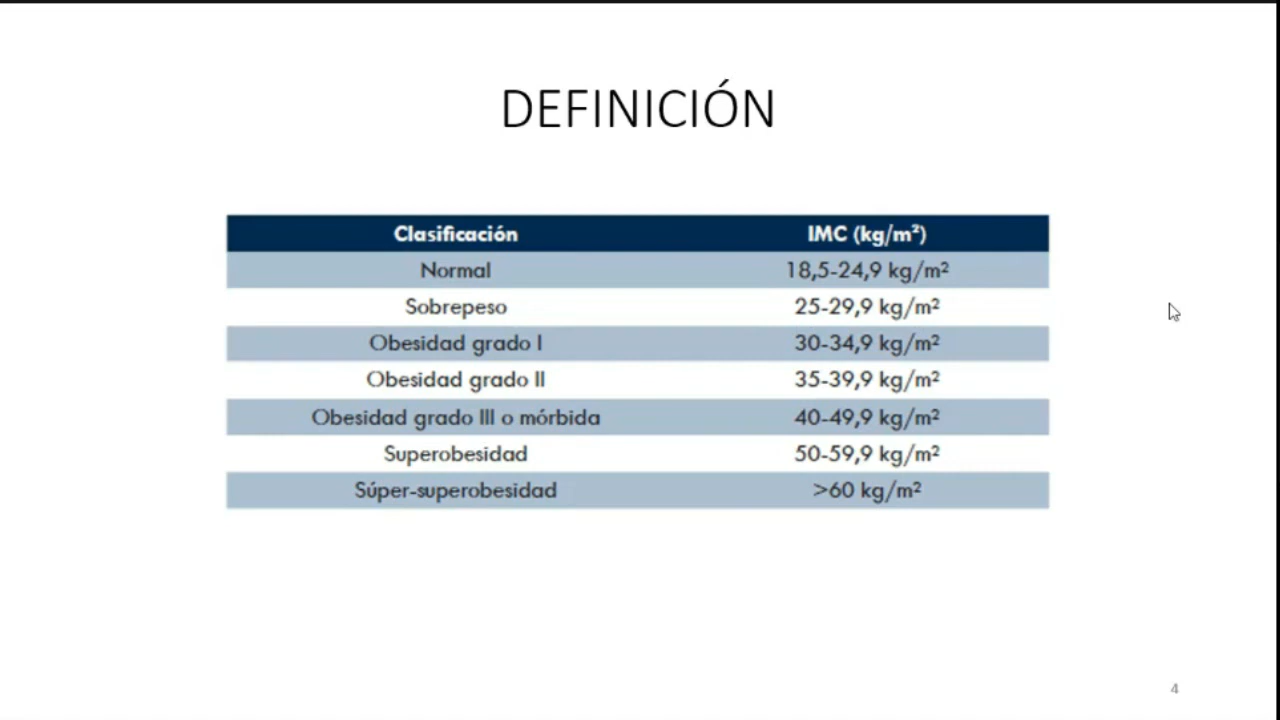 DEFINICIÓN
Clasificación IMC (kg/m²)
Normal 18,5-24,9 kg/m²
Sobrepeso 25-29,9 kg/m²
Obesidad grado I 30-34,9 kg/m²
Obesidad grado II 35-39,9 kg/m²
Obesidad grado III o mórbida 40-49,9 kg/m²
Superobesidad 50-59,9 kg/m²
Súper-superobesidad >60 kg/m²
4